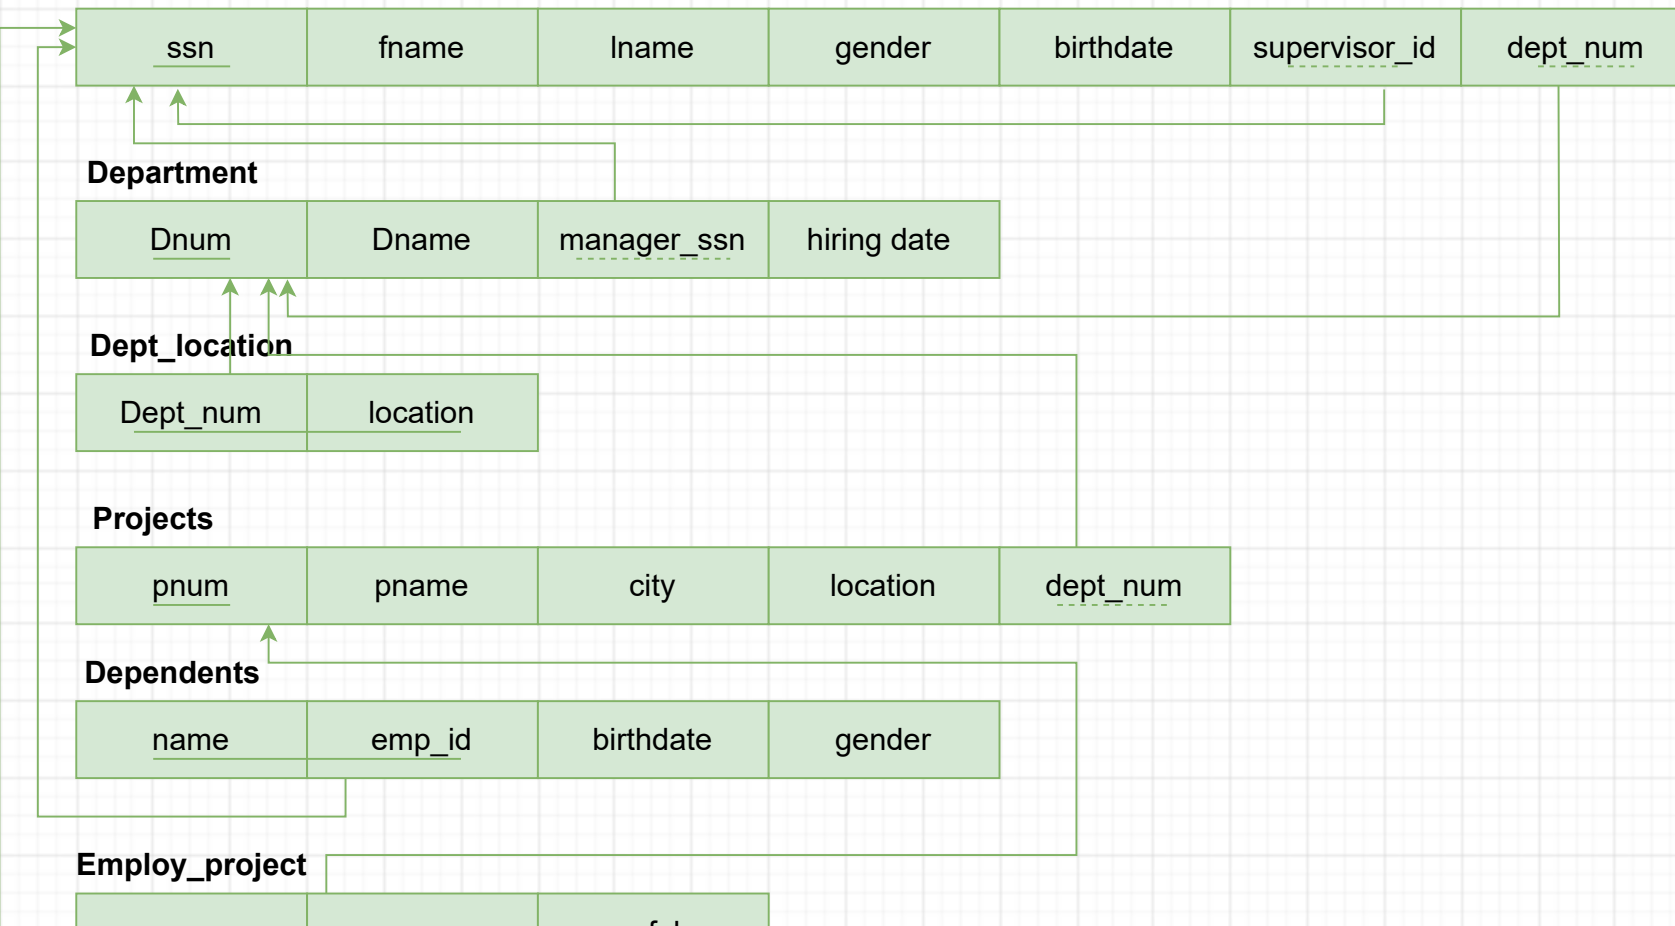 ssn fname lname gender birthdate supervisor_id dept_num
Department
Dnum Dname manager_ssn hiring date
Dept_location
Dept_num location
Projects
pnum pname city location dept_num
Dependents
name emp_id birthdate gender
Employ_project